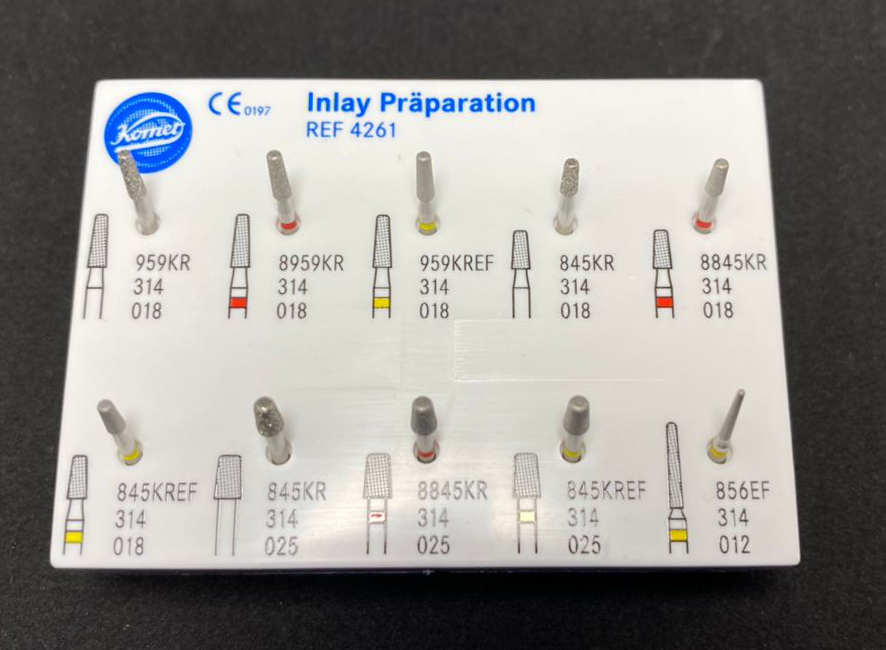 Komet
CE 0197
Inlay Präparation
REF 4261
959KR
314
018
8959KR
314
018
959KREF
314
018
845KR
314
018
8845KR
314
018
845KREF
314
018
845KR
314
025
8845KR
314
025
845KREF
314
025
856EF
314
012